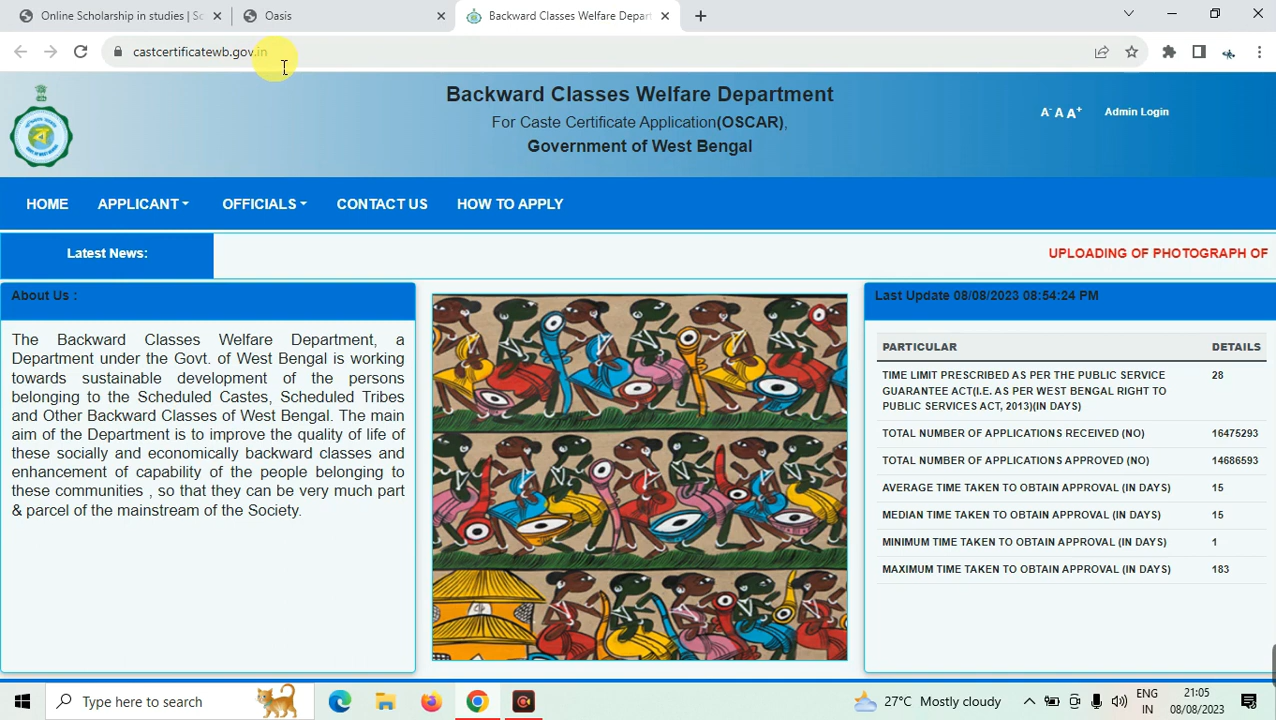 Online Scholarship in studies | Sc
Oasis
Backward Classes Welfare Depar
castcertificatewb.gov.in
Backward Classes Welfare Department
For Caste Certificate Application(OSCAR),
Government of West Bengal
A- A A+
Admin Login
HOME
APPLICANT
OFFICIALS
CONTACT US
HOW TO APPLY
Latest News:
UPLOADING OF PHOTOGRAPH OF
About Us :
The Backward Classes Welfare Department, a
Department under the Govt. of West Bengal is working
towards sustainable development of the persons
belonging to the Scheduled Castes, Scheduled Tribes
and Other Backward Classes of West Bengal. The main
aim of the Department is to improve the quality of life of
these socially and economically backward classes and
enhancement of capability of the people belonging to
these communities , so that they can be very much part
& parcel of the mainstream of the Society.
Last Update 08/08/2023 08:54:24 PM
PARTICULAR DETAILS
TIME LIMIT PRESCRIBED AS PER THE PUBLIC SERVICE 28
GUARANTEE ACT(I.E. AS PER WEST BENGAL RIGHT TO
PUBLIC SERVICES ACT, 2013)(IN DAYS)
TOTAL NUMBER OF APPLICATIONS RECEIVED (NO) 16475293
TOTAL NUMBER OF APPLICATIONS APPROVED (NO) 14686593
AVERAGE TIME TAKEN TO OBTAIN APPROVAL (IN DAYS) 15
MEDIAN TIME TAKEN TO OBTAIN APPROVAL (IN DAYS) 15
MINIMUM TIME TAKEN TO OBTAIN APPROVAL (IN DAYS) 1
MAXIMUM TIME TAKEN TO OBTAIN APPROVAL (IN DAYS) 183
Type here to search
27°C Mostly cloudy
ENG
IN
21:05
08/08/2023